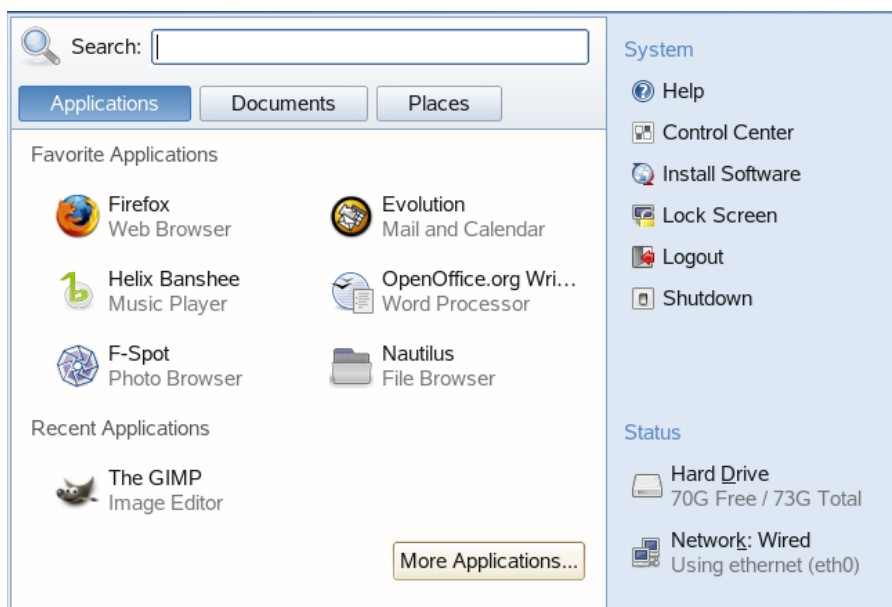 Search:
Applications
Documents
Places
Favorite Applications
Firefox
Web Browser
Evolution
Mail and Calendar
Helix Banshee
Music Player
OpenOffice.org Wri...
Word Processor
F-Spot
Photo Browser
Nautilus
File Browser
Recent Applications
The GIMP
Image Editor
More Applications...
System
Help
Control Center
Install Software
Lock Screen
Logout
Shutdown
Status
Hard Drive
70G Free / 73G Total
Network: Wired
Using ethernet (eth0)